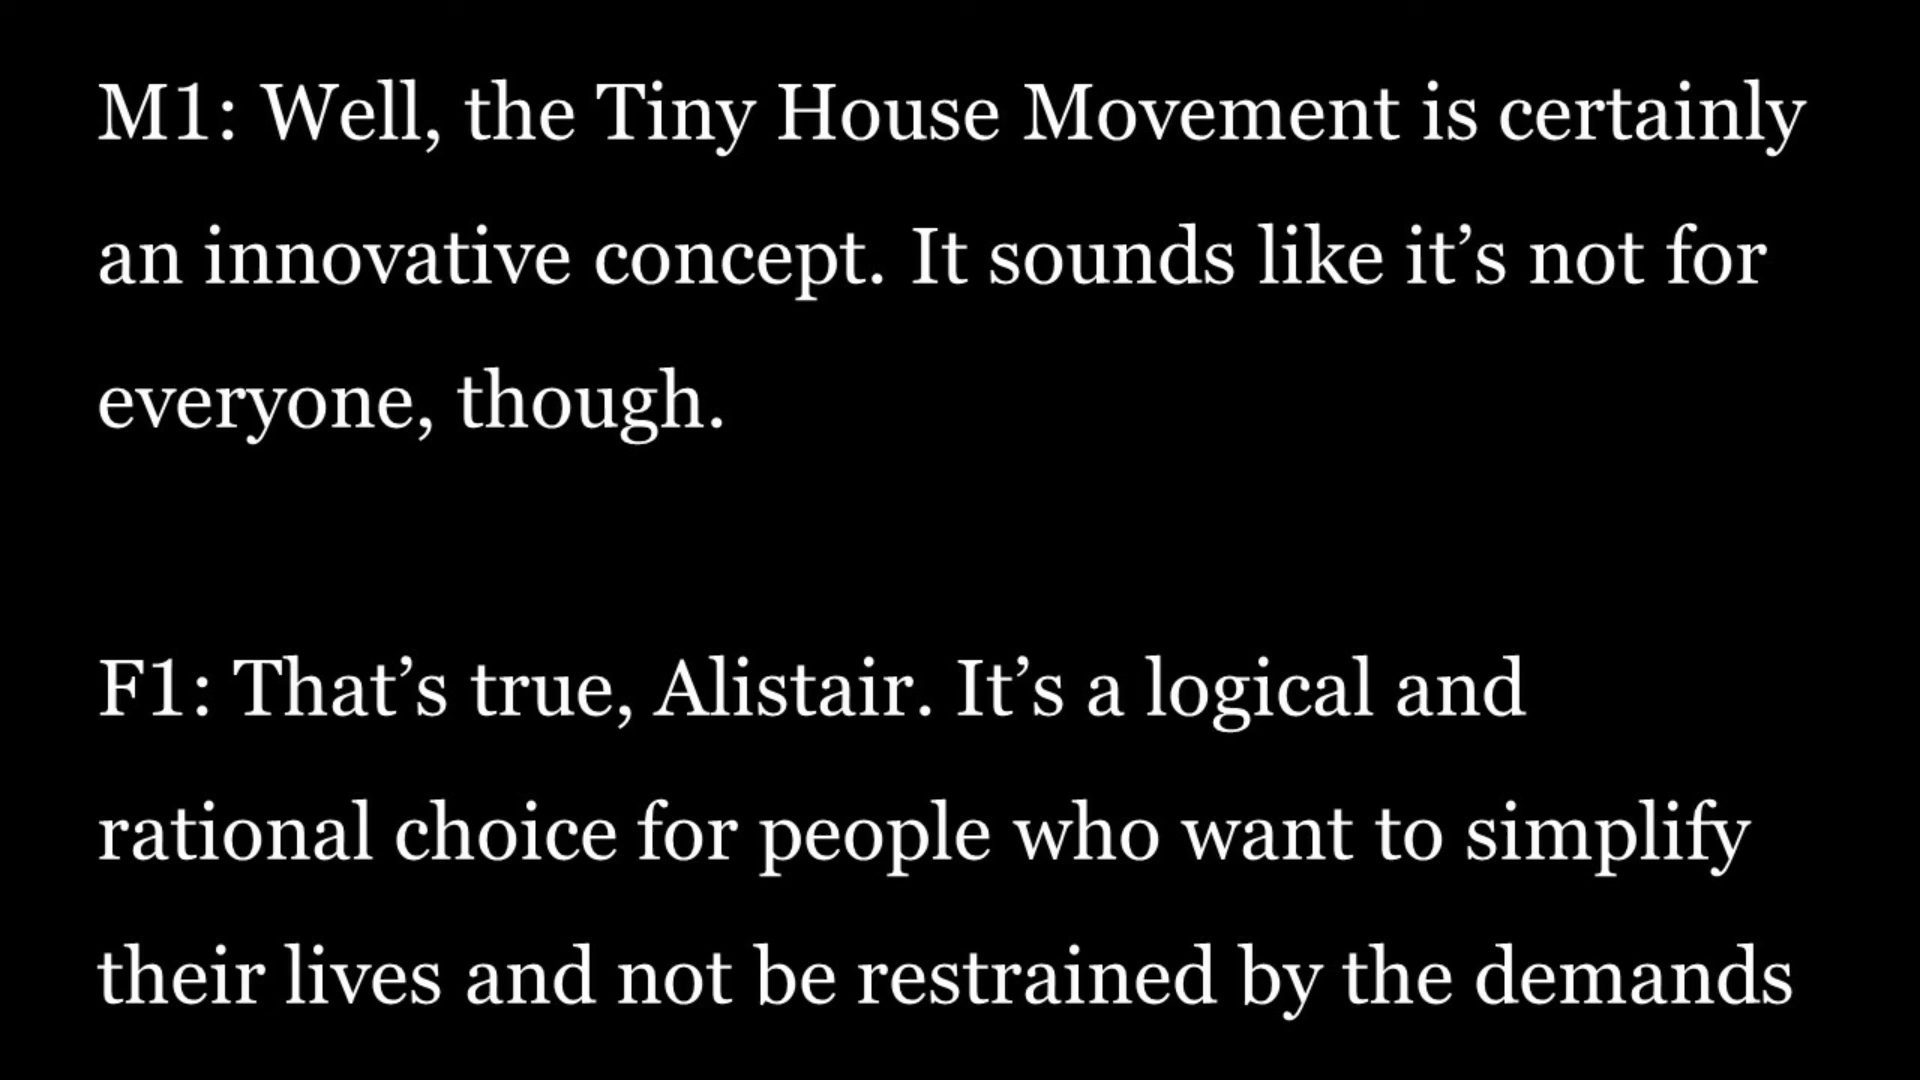 M1: Well, the Tiny House Movement is certainly
an innovative concept. It sounds like it’s not for
everyone, though.
F1: That’s true, Alistair. It’s a logical and
rational choice for people who want to simplify
their lives and not be restrained by the demands